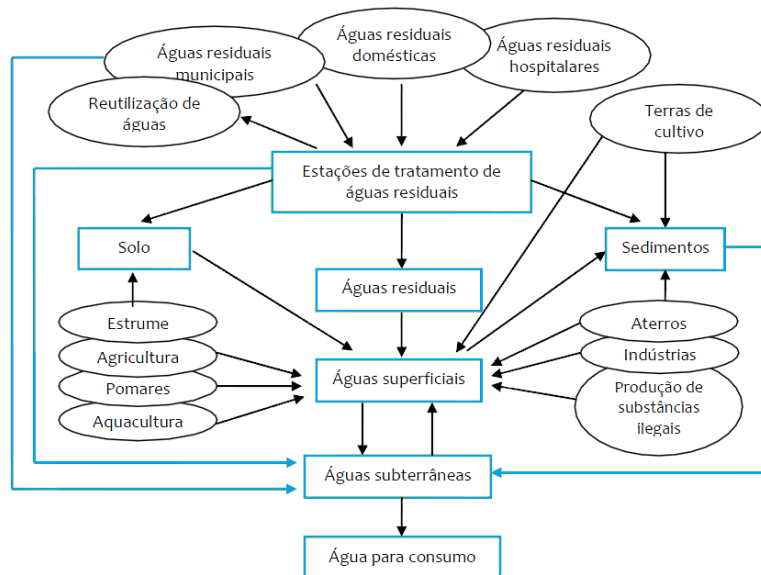 Águas residuais
municipais
Águas residuais
domésticas
Águas residuais
hospitalares
Reutilização de
águas
Terras de
cultivo
Estações de tratamento de
águas residuais
Solo
Sedimentos
Águas residuais
Estrume
Agricultura
Pomares
Aquacultura
Águas superficiais
Aterros
Indústrias
Produção de
substâncias
ilegais
Águas subterrâneas
Água para consumo